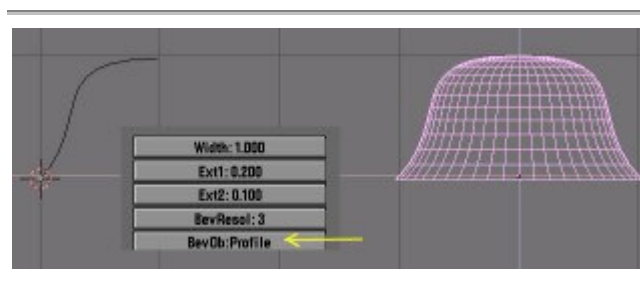 Width: 1.000
Ext1: 0.200
Ext2: 0.100
BevResol: 3
BevOb:Profile